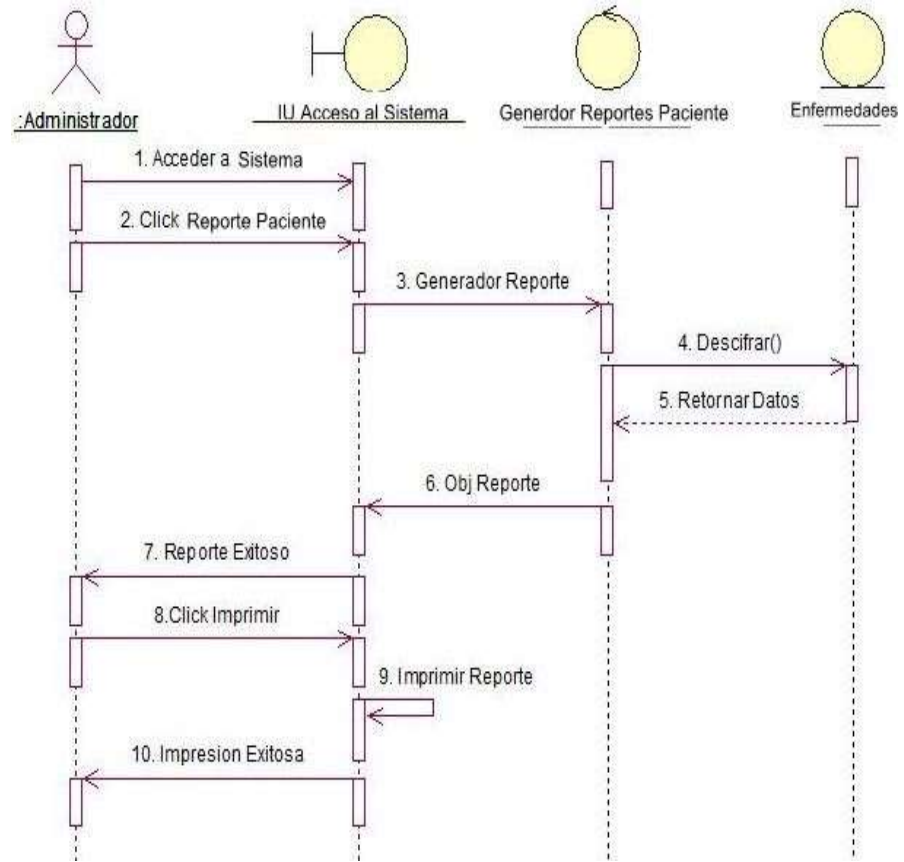 :Administrador
IU Acceso al Sistema
Generdor Reportes Paciente
Enfermedades
1. Acceder a Sistema
2. Click Reporte Paciente
3. Generador Reporte
4. Descifrar()
5. Retornar Datos
6. Obj Reporte
7. Reporte Exitoso
8.Click Imprimir
9. Imprimir Reporte
10. Impresion Exitosa